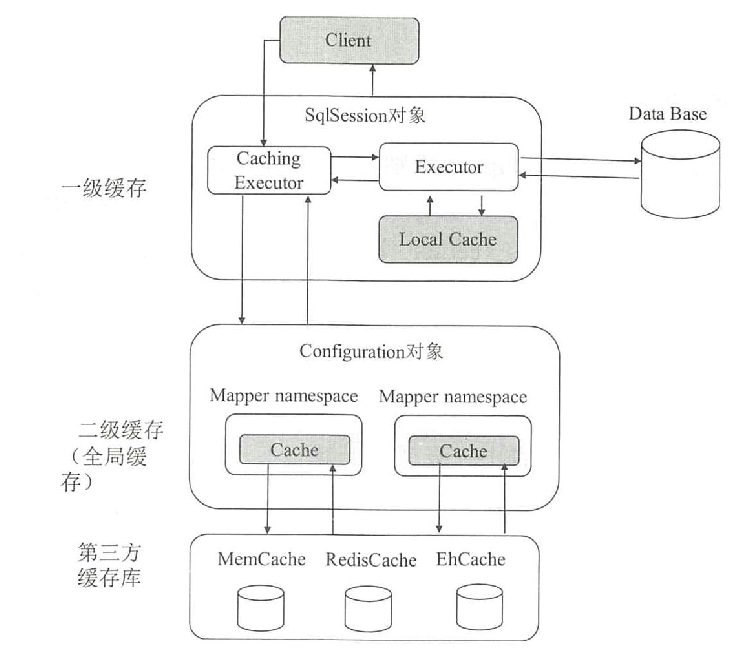 Client
SqlSession对象
Data Base
Caching
Executor
Executor
一级缓存
Local Cache
Configuration对象
Mapper namespace
Mapper namespace
二级缓存
（全局缓
存）
Cache
Cache
第三方
缓存库
MemCache
RedisCache
EhCache